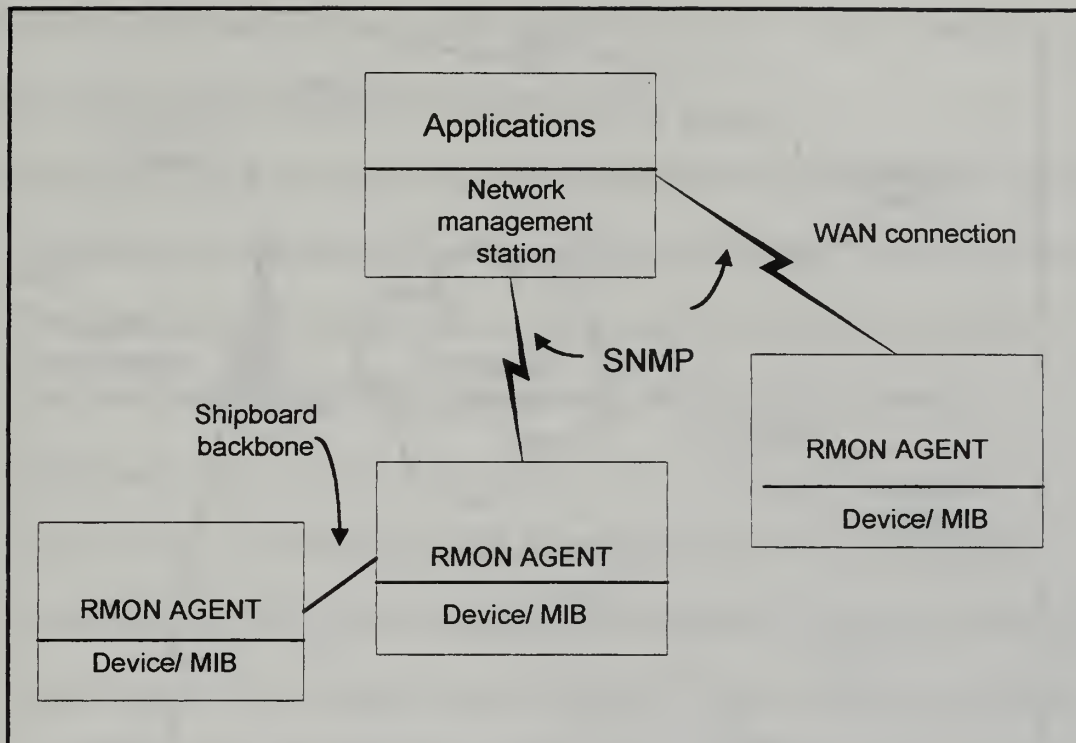 Applications
Network
management
station
WAN connection
SNMP
Shipboard
backbone
RMON AGENT
Device/ MIB
RMON AGENT
Device/ MIB
RMON AGENT
Device/ MIB